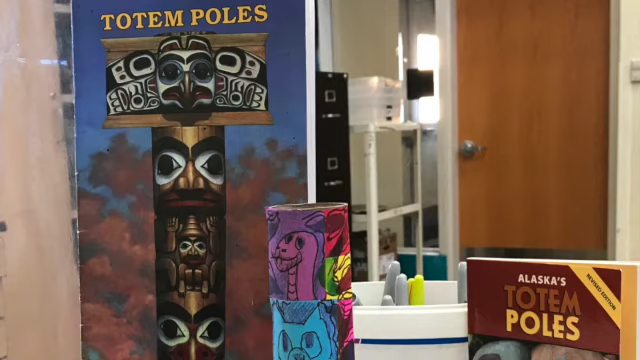 TOTEM POLES
ALASKA'S
TOTEM
POLES
REVISED EDITION